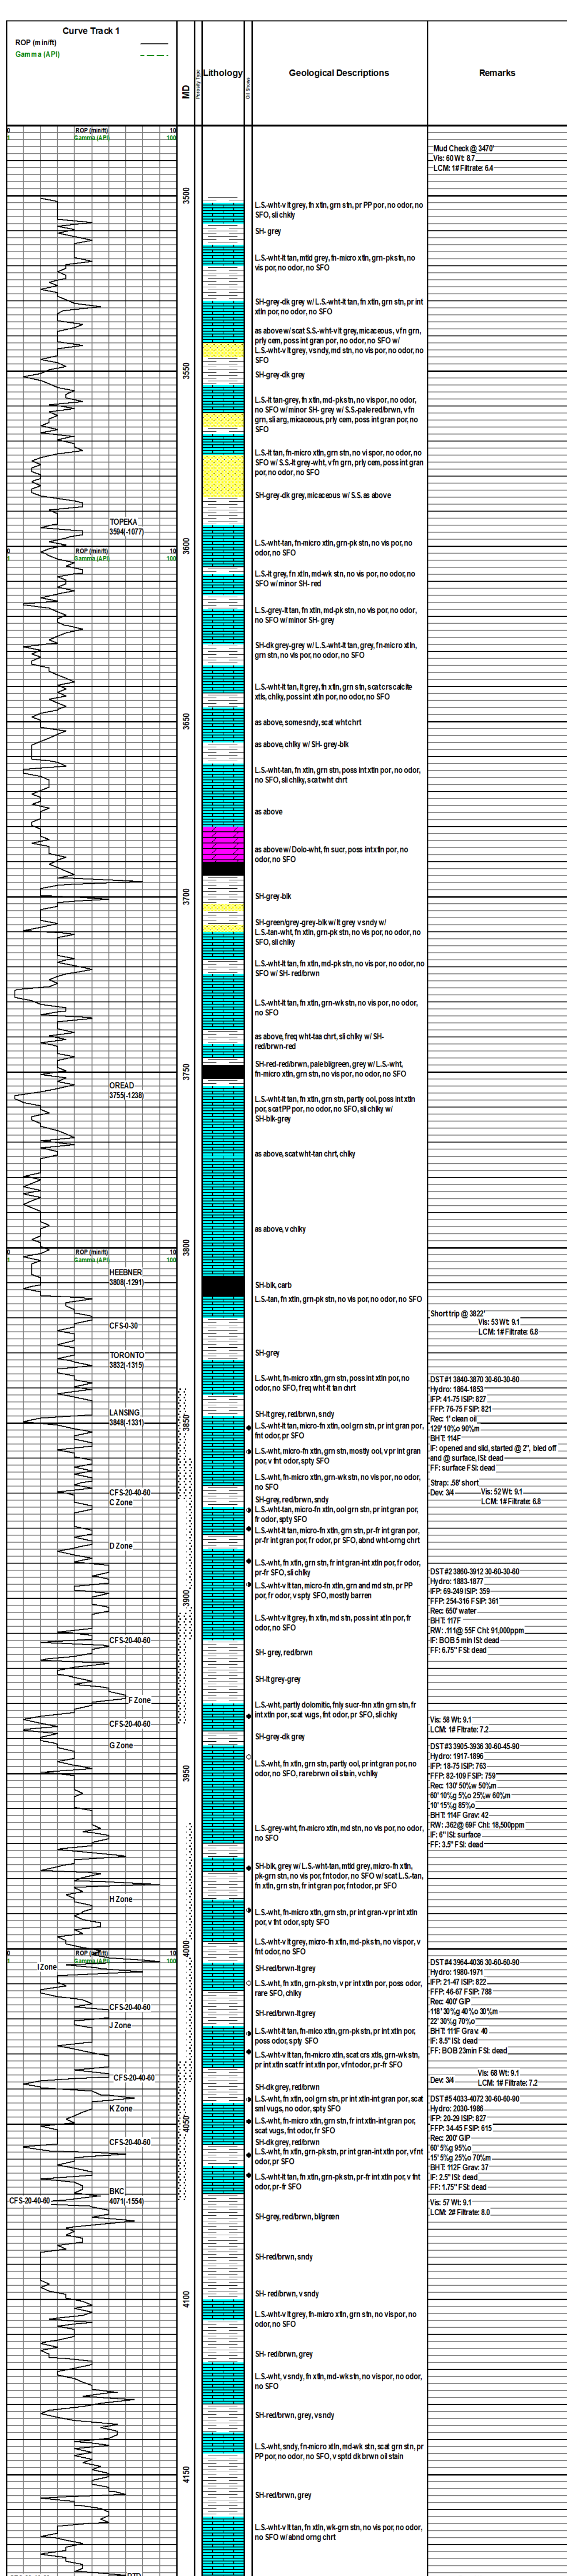 Curve Track 1
ROP (min/ft)
Gamma (API)
MD
Porosity Type
Lithology
Oil Shows
Geological Descriptions
Remarks
0 ROP (min/ft) 10
Gamma (API) 100
Mud Check @ 3470'
Vis: 60 Wt: 8.7
LCM: 1# Filtrate: 6.4
3500
L.S.-wht-v lt grey, fn xtln, grn stn, pr PP por, no odor, no
SFO, sli chkly
SH- grey
L.S.-wht-lt tan, mtld grey, fn-micro xtln, grn-pk stn, no
vis por, no odor, no SFO
SH-grey-dk grey w/ L.S.-wht-lt tan, fn xtln, grn stn, pr int
xtln por, no odor, no SFO
as above w/ scat S.S.-wht-v lt grey, micaceous, v fn grn,
prly cem, poss int gran por, no odor, no SFO w/
L.S.-wht-v lt grey, v sndy, md stn, no vis por, no odor, no
SFO
3550
SH-grey-dk grey
L.S.-lt tan-grey, fn xtln, md-pk stn, no vis por, no odor,
no SFO w/ minor SH- grey w/ S.S.-pale red/brwn, v fn
grn, sli arg, micaceous, prly cem, poss int gran por, no
SFO
L.S.-lt tan, fn-micro xtln, grn stn, no vis por, no odor, no
SFO w/ S.S.-lt grey-wht, v fn grn, prly cem, poss int gran
por, no odor, no SFO
SH-grey-dk grey, micaceous w/ S.S. as above
TOPEKA
3594(-1077)
3600
0 ROP (min/ft) 10
Gamma (API) 100
L.S.-wht-tan, fn-micro xtln, grn-pk stn, no vis por, no
odor, no SFO
L.S.-lt grey, fn xtln, md-wk stn, no vis por, no odor, no
SFO w/ minor SH- red
L.S.-grey-lt tan, fn xtln, md-pk stn, no vis por, no odor,
no SFO w/ minor SH- grey
SH-dk grey-grey w/ L.S.-wht-lt tan, grey, fn-micro xtln,
grn stn, no vis por, no odor, no SFO
L.S.-wht-lt tan, lt grey, fn xtln, grn stn, scat crs calcite
xtls, chlky, poss int xtln por, no odor, no SFO
3650
as above, some sndy, scat wht chrt
as above, chlky w/ SH- grey-blk
L.S.-wht-tan, fn xtln, grn stn, poss int xtln por, no odor,
no SFO, sli chlky, scat wht chrt
as above
as above w/ Dolo-wht, fn sucr, poss int xtln por, no
odor, no SFO
3700
SH-grey-blk
SH-green/grey-grey-blk w/ lt grey v sndy w/
L.S.-tan-wht, fn xtln, grn-pk stn, no vis por, no odor, no
SFO, sli chlky
L.S.-wht-lt tan, fn xtln, md-pk stn, no vis por, no odor, no
SFO w/ SH- red/brwn
L.S.-wht-lt tan, fn xtln, grn-wk stn, no vis por, no odor,
no SFO
as above, freq wht-taa chrt, sli chlky w/ SH-
red/brwn-red
3750
SH-red-red/brwn, pale bl/green, grey w/ L.S.-wht,
fn-micro xtln, grn stn, no vis por, no odor, no SFO
OREAD
3755(-1238)
L.S.-wht-lt tan, fn xtln, grn stn, partly ool, poss int xtln
por, scat PP por, no odor, no SFO, sli chlky w/
SH-blk-grey
as above, scat wht-tan chrt, chlky
as above, v chlky
3800
0 ROP (min/ft) 10
Gamma (API) 100
HEEBNER
3808(-1291)
SH-blk, carb
L.S.-tan, fn xtln, grn-pk stn, no vis por, no odor, no SFO
Short trip @ 3822'
Vis: 53 Wt: 9.1
LCM: 1# Filtrate: 6.8
CFS-0-30
SH-grey
TORONTO
3832(-1315)
L.S.-wht, fn-micro xtln, grn stn, poss int xtln por, no
odor, no SFO, freq wht-lt tan chrt
DST #1 3840-3870 30-60-30-60
Hydro: 1864-1853
IFP: 41-75 ISIP: 827
FFP: 76-75 FSIP: 821
Rec: 1' clean oil
129' 10%o 90%m
BHT: 114F
IF: opened and slid, started @ 2", bled off
and @ surface, ISI: dead
FF: surface FSI: dead
LANSING
3848(-1331)
3850
SH-lt grey, red/brwn, sndy
L.S.-wht-lt tan, micro-fn xtln, ool grn stn, pr int gran por,
fnt odor, pr SFO
L.S.-wht, micro-fn xtln, grn stn, mostly ool, v pr int gran
por, v fnt odor, spty SFO
L.S.-wht, fn-micro xtln, grn-wk stn, no vis por, no odor,
no SFO
Strap: .58' short
Dev: 3/4 Vis: 52 Wt: 9.1
LCM: 1# Filtrate: 6.8
CFS-20-40-60
C Zone
SH-grey, red/brwn, sndy
L.S.-wht-tan, micro-fn xtln, ool grn stn, pr int gran por,
fr odor, spty SFO
L.S.-wht-lt tan, micro-fn xtln, grn stn, pr-fr int gran por,
pr-fr int gran por, fr odor, pr SFO, abnd wht-orng chrt
D Zone
L.S.-wht, fn xtln, grn stn, fr int gran-int xtln por, fr odor,
pr-fr SFO, sli chlky
L.S.-wht-v lt tan, micro-fn xtln, grn and md stn, pr PP
por, fr odor, v spty SFO, mostly barren
DST #2 3860-3912 30-60-30-60
Hydro: 1883-1877
IFP: 69-249 ISIP: 359
FFP: 254-316 FSIP: 361
Rec: 650' water
BHT: 117F
RW: .111@ 55F Chl: 91,000ppm
IF: BOB 5 min ISI: dead
FF: 6.75" FSI: dead
3900
L.S.-wht-v lt grey, fn xtln, md stn, poss int xtln por, fr
odor, no SFO
CFS-20-40-60
SH- grey, red/brwn
SH-lt grey-grey
F Zone
L.S.-wht, partly dolomitic, fnly sucr-fnn xtln grn stn, fr
int xtln por, scat vugs, fnt odor, pr SFO, sli chlky
CFS-20-40-60
Vis: 58 Wt: 9.1
LCM: 1# Filtrate: 7.2
SH-grey-dk grey
G Zone
L.S.-wht, fn xtln, grn stn, partly ool, pr int gran por, no
odor, no SFO, rare brwn oil stain, v chlky
DST #3 3905-3936 30-60-45-90
Hydro: 1917-1896
IFP: 18-75 ISIP: 763
FFP: 82-109 FSIP: 759
Rec: 130' 50%w 50%m
60' 10%g 5%o 25%w 60%m
10' 15%g 85%o
BHT: 114F Grav: 42
RW: .362@ 69F Chl: 18,500ppm
IF: 6" ISI: surface
FF: 3.5" FSI: dead
3950
L.S.-grey-wht, fn-micro xtln, md stn, no vis por, no odor,
no SFO
SH-blk, grey w/ L.S.-wht-tan, mtld grey, micro-fn xtln,
pk-grn stn, no vis por, fnt odor, no SFO w/ scat L.S.-tan,
fn xtln, grn stn, fr int gran por, fnt odor, pr SFO
H Zone
L.S.-wht, fn-micro xtln, grn stn, pr int gran-v pr int xtln
por, v fnt odor, spty SFO
4000
L.S.-wht-v lt grey, micro-fn xtln, md-pk stn, no vis por, v
fnt odor, no SFO
0 ROP (min/ft) 10
Gamma (API) 100
I Zone
SH-red/brwn-lt grey
L.S.-wht, fn xtln, grn-pk stn, v pr int xtln por, poss odor,
rare SFO, chlky
DST #4 3964-4036 30-60-60-90
Hydro: 1980-1971
IFP: 21-47 ISIP: 822
FFP: 46-67 FSIP: 788
Rec: 400' GIP
118' 30%g 40%o 30%m
22' 30%g 70%o
BHT: 111F Grav: 40
IF: 8.5" ISI: dead
FF: BOB 23min FSI: dead
CFS-20-40-60
SH-red/brwn-lt grey
J Zone
L.S.-wht-lt tan, fn-mico xtln, grn-pk stn, pr int xtln por,
poss odor, spty SFO
L.S.-wht-v lt tan, fn-micro xtln, scat crs xtls, grn-wk stn,
pr int xtln scat fr int xtln por, v fnt odor, pr-fr SFO
CFS-20-40-60
Vis: 68 Wt: 9.1
Dev: 3/4 LCM: 1# Filtrate: 7.2
SH-dk grey, red/brwn
L.S.-wht, fn xtln, ool grn stn, pr int xtln-int gran por, scat
sml vugs, no odor, spty SFO
K Zone
4050
L.S.-wht, fn-micro xtln, grn stn, fr int xtln-int gran por,
scat vugs, fnt odor, fr SFO
DST #5 4033-4072 30-60-60-90
Hydro: 2030-1986
IFP: 20-29 ISIP: 827
FFP: 34-45 FSIP: 615
Rec: 200' GIP
60' 5%g 95%o
15' 5%g 25%o 70%m
BHT: 112F Grav: 37
IF: 2.5" ISI: dead
FF: 1.75" FSI: dead
CFS-20-40-60
SH-dk grey, red/brwn
L.S.-wht, fn xtln, grn-pk stn, pr int gran-int xtln por, v fnt
odor, pr SFO
L.S.-wht-lt tan, fn xtln, grn-pk stn, pr-fr int xtln por, v fnt
odor, pr-fr SFO
BKC
4071(-1554)
CFS-20-40-60
Vis: 57 Wt: 9.1
LCM: 2# Filtrate: 8.0
SH-grey, red/brwn, bl/green
SH-red/brwn, sndy
SH- red/brwn, v sndy
4100
L.S.-wht-v lt grey, fn-micro xtln, grn stn, no vis por, no
odor, no SFO
SH- red/brwn, grey
L.S.-wht, v sndy, fn xtln, md-wk stn, no vis por, no odor,
no SFO
SH-red/brwn, grey, v sndy
L.S.-wht, sndy, fn-micro xtln, md-wk stn, scat grn stn, pr
PP por, no odor, no SFO, v sptd dk brwn oil stain
4150
SH-red/brwn, grey
L.S.-wht-v lt tan, fn xtln, wk-grn stn, no vis por, no odor,
no SFO w/ abnd orng chrt